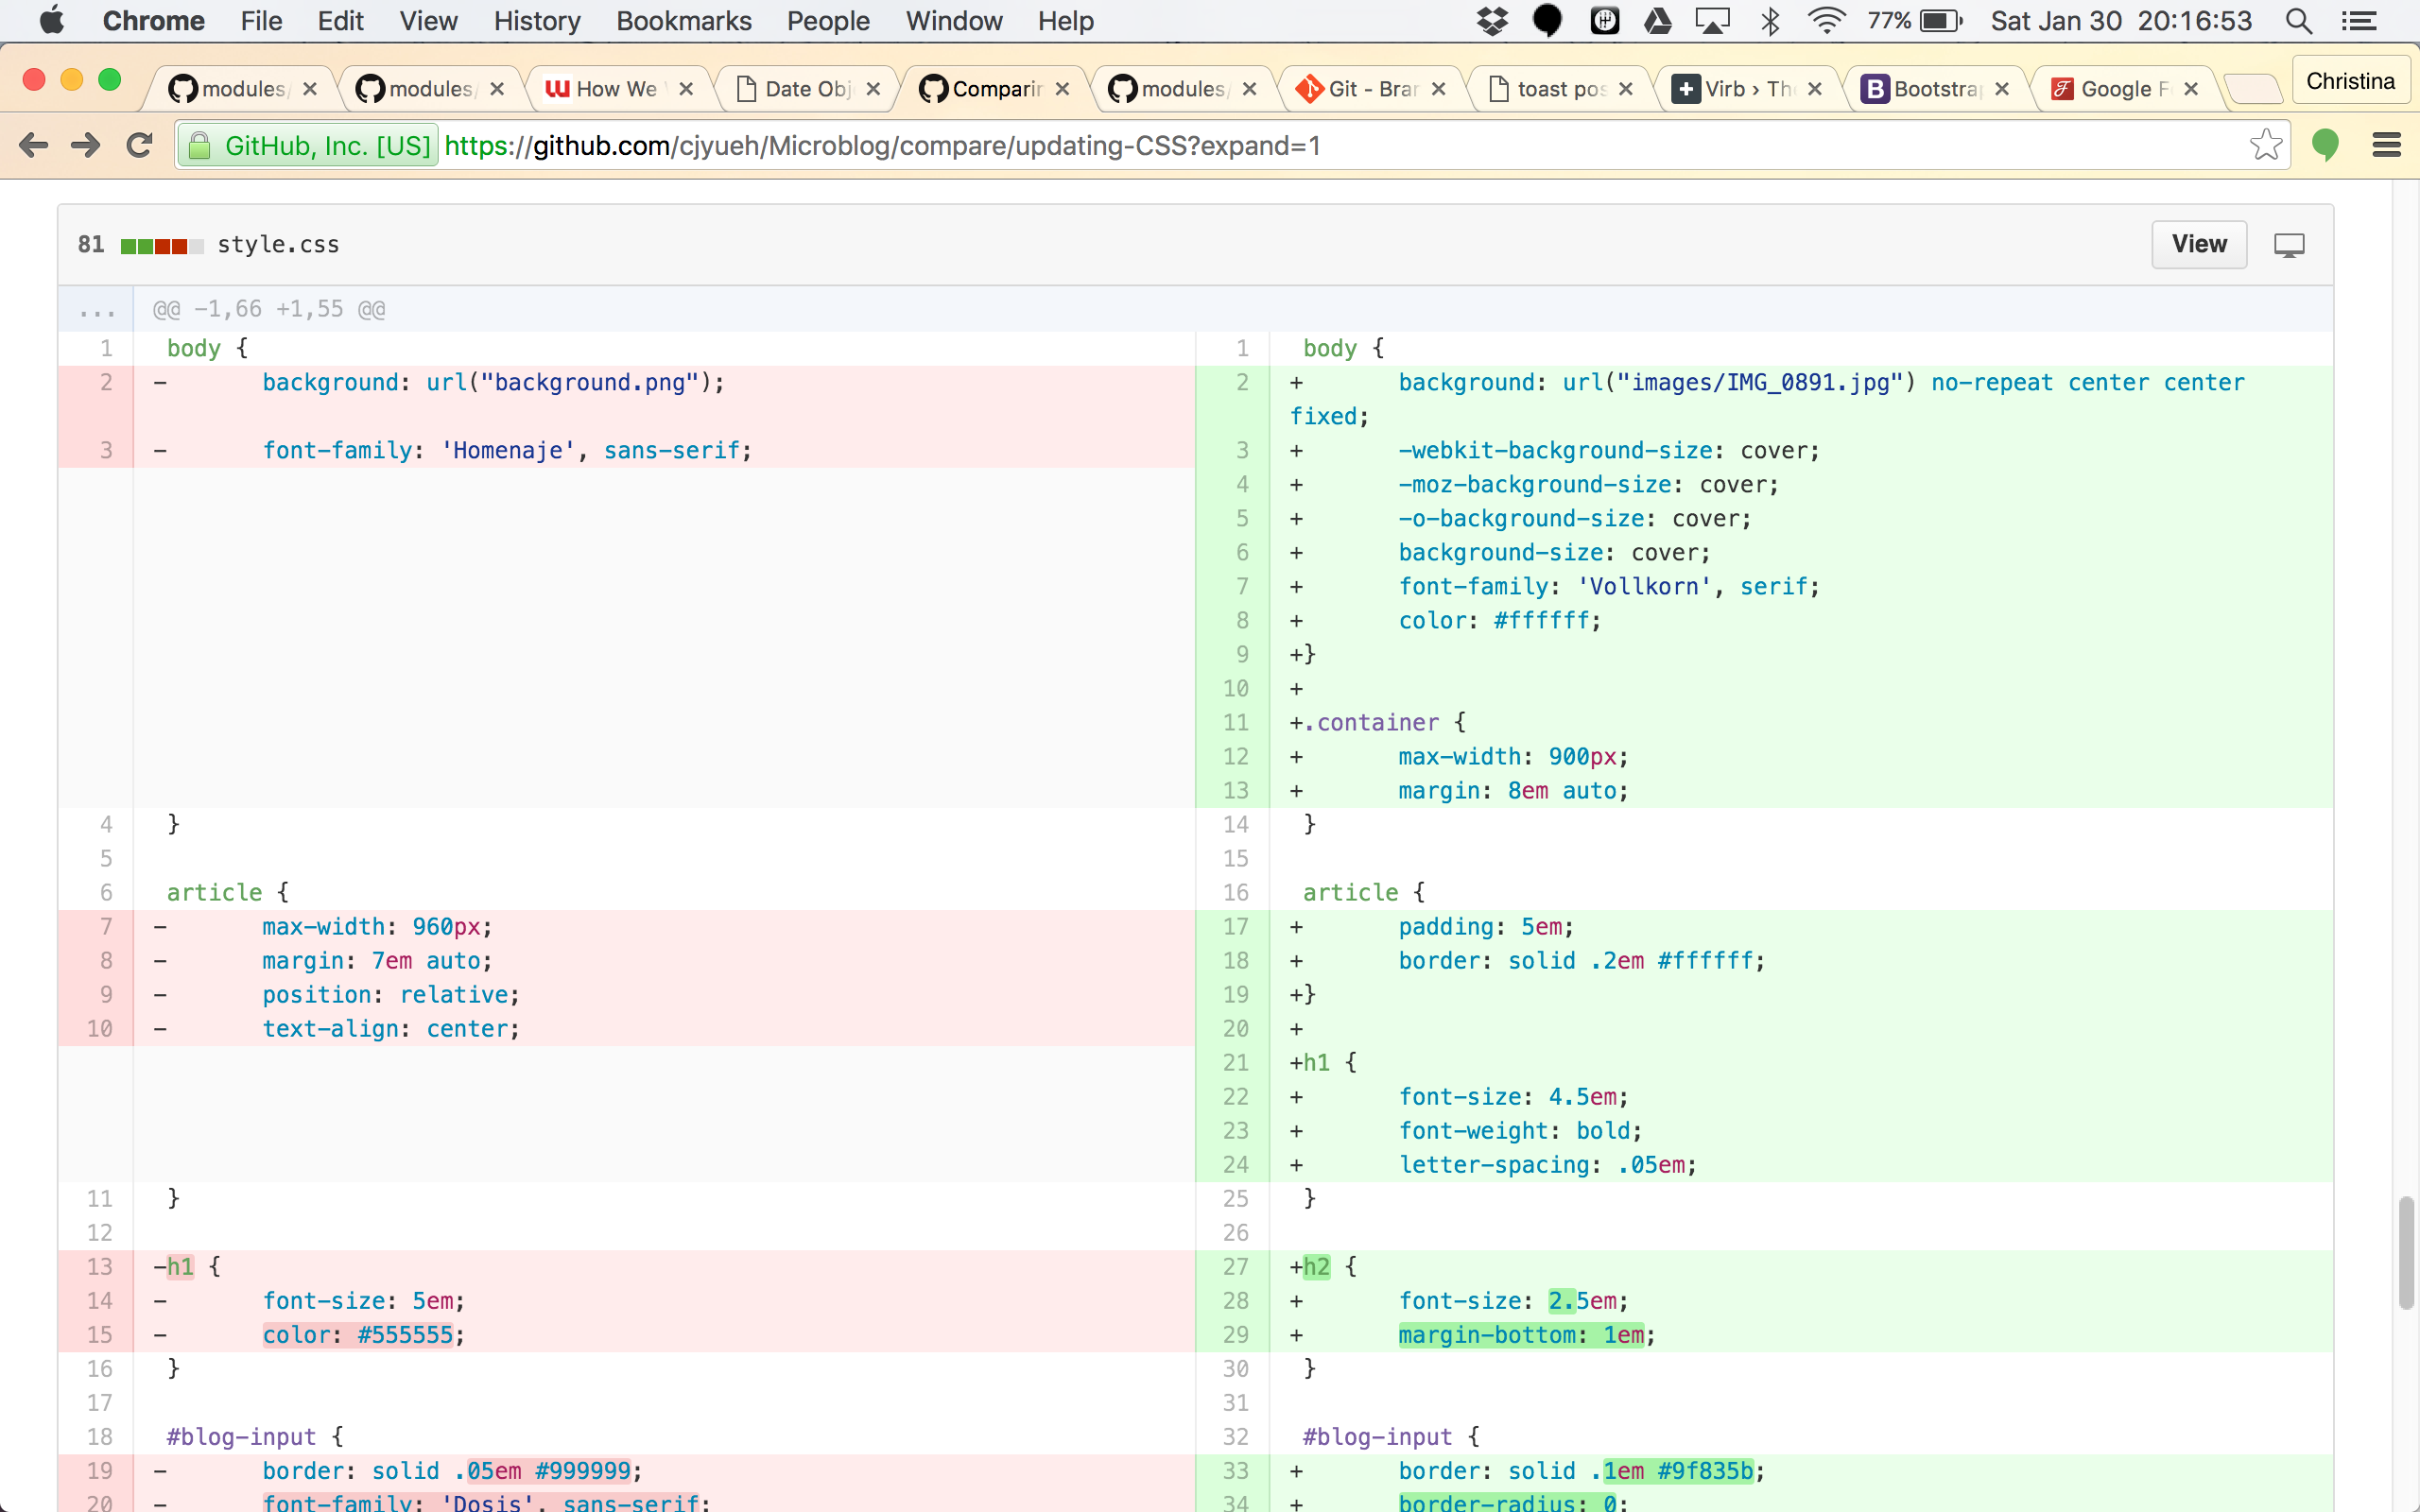 Chrome File Edit View History Bookmarks People Window Help 77% Sat Jan 30 20:16:53
modules/ modules/ How We Date Obj Comparin modules/ Git - Bran toast pos Virb › Th Bootstrap Google F Christina
GitHub, Inc. [US] https://github.com/cjyueh/Microblog/compare/updating-CSS?expand=1
81 style.css View
... @@ -1,66 +1,55 @@
1 body { 1 body {
2 - background: url("background.png"); 2 + background: url("images/IMG_0891.jpg") no-repeat center center
fixed;
3 - font-family: 'Homenaje', sans-serif; 3 + -webkit-background-size: cover;
4 + -moz-background-size: cover;
5 + -o-background-size: cover;
6 + background-size: cover;
7 + font-family: 'Vollkorn', serif;
8 + color: #ffffff;
9 +}
10 +
11 +.container {
12 + max-width: 900px;
13 + margin: 8em auto;
4 } 14 }
5 15
6 article { 16 article {
7 - max-width: 960px; 17 + padding: 5em;
8 - margin: 7em auto; 18 + border: solid .2em #ffffff;
9 - position: relative; 19 +}
10 - text-align: center; 20 +
21 +h1 {
22 + font-size: 4.5em;
23 + font-weight: bold;
24 + letter-spacing: .05em;
11 } 25 }
12 26
13 -h1 { 27 +h2 {
14 - font-size: 5em; 28 + font-size: 2.5em;
15 - color: #555555; 29 + margin-bottom: 1em;
16 } 30 }
17 31
18 #blog-input { 32 #blog-input {
19 - border: solid .05em #999999; 33 + border: solid .1em #9f835b;
20 - font-family: 'Dosis', sans-serif; 34 + border-radius: 0;